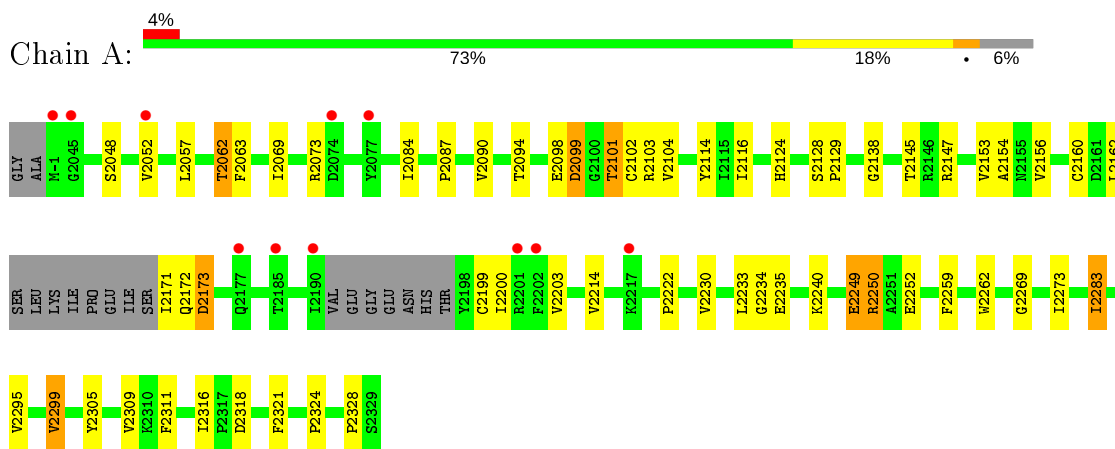 4%
Chain A:
73% 18% • 6%
GLY ALA M-1 G2045 S2048 V2052 L2057 T2062 F2063 I2069 R2073 D2074 Y2077 I2084 P2087 V2090 T2094 E2098 D2099 G2100 T2101 C2102 R2103 V2104 Y2114 I2115 I2116 H2124 S2128 P2129 G2138 T2145 R2146 R2147 V2153 A2154 N2155 V2156 C2160 D2161 L2162
SER LEU LYS ILE PRO GLU ILE SER I2171 Q2172 D2173 Q2177 T2185 I2190 VAL GLU GLY GLU ASN HIS THR Y2198 C2199 I2200 R2201 F2202 V2203 V2214 K2217 P2222 V2230 L2233 G2234 E2235 K2240 E2249 R2250 A2251 E2252 F2259 W2262 G2269 I2273 I2283
V2295 V2299 Y2305 V2309 K2310 F2311 I2316 P2317 D2318 F2321 P2324 P2328 S2329